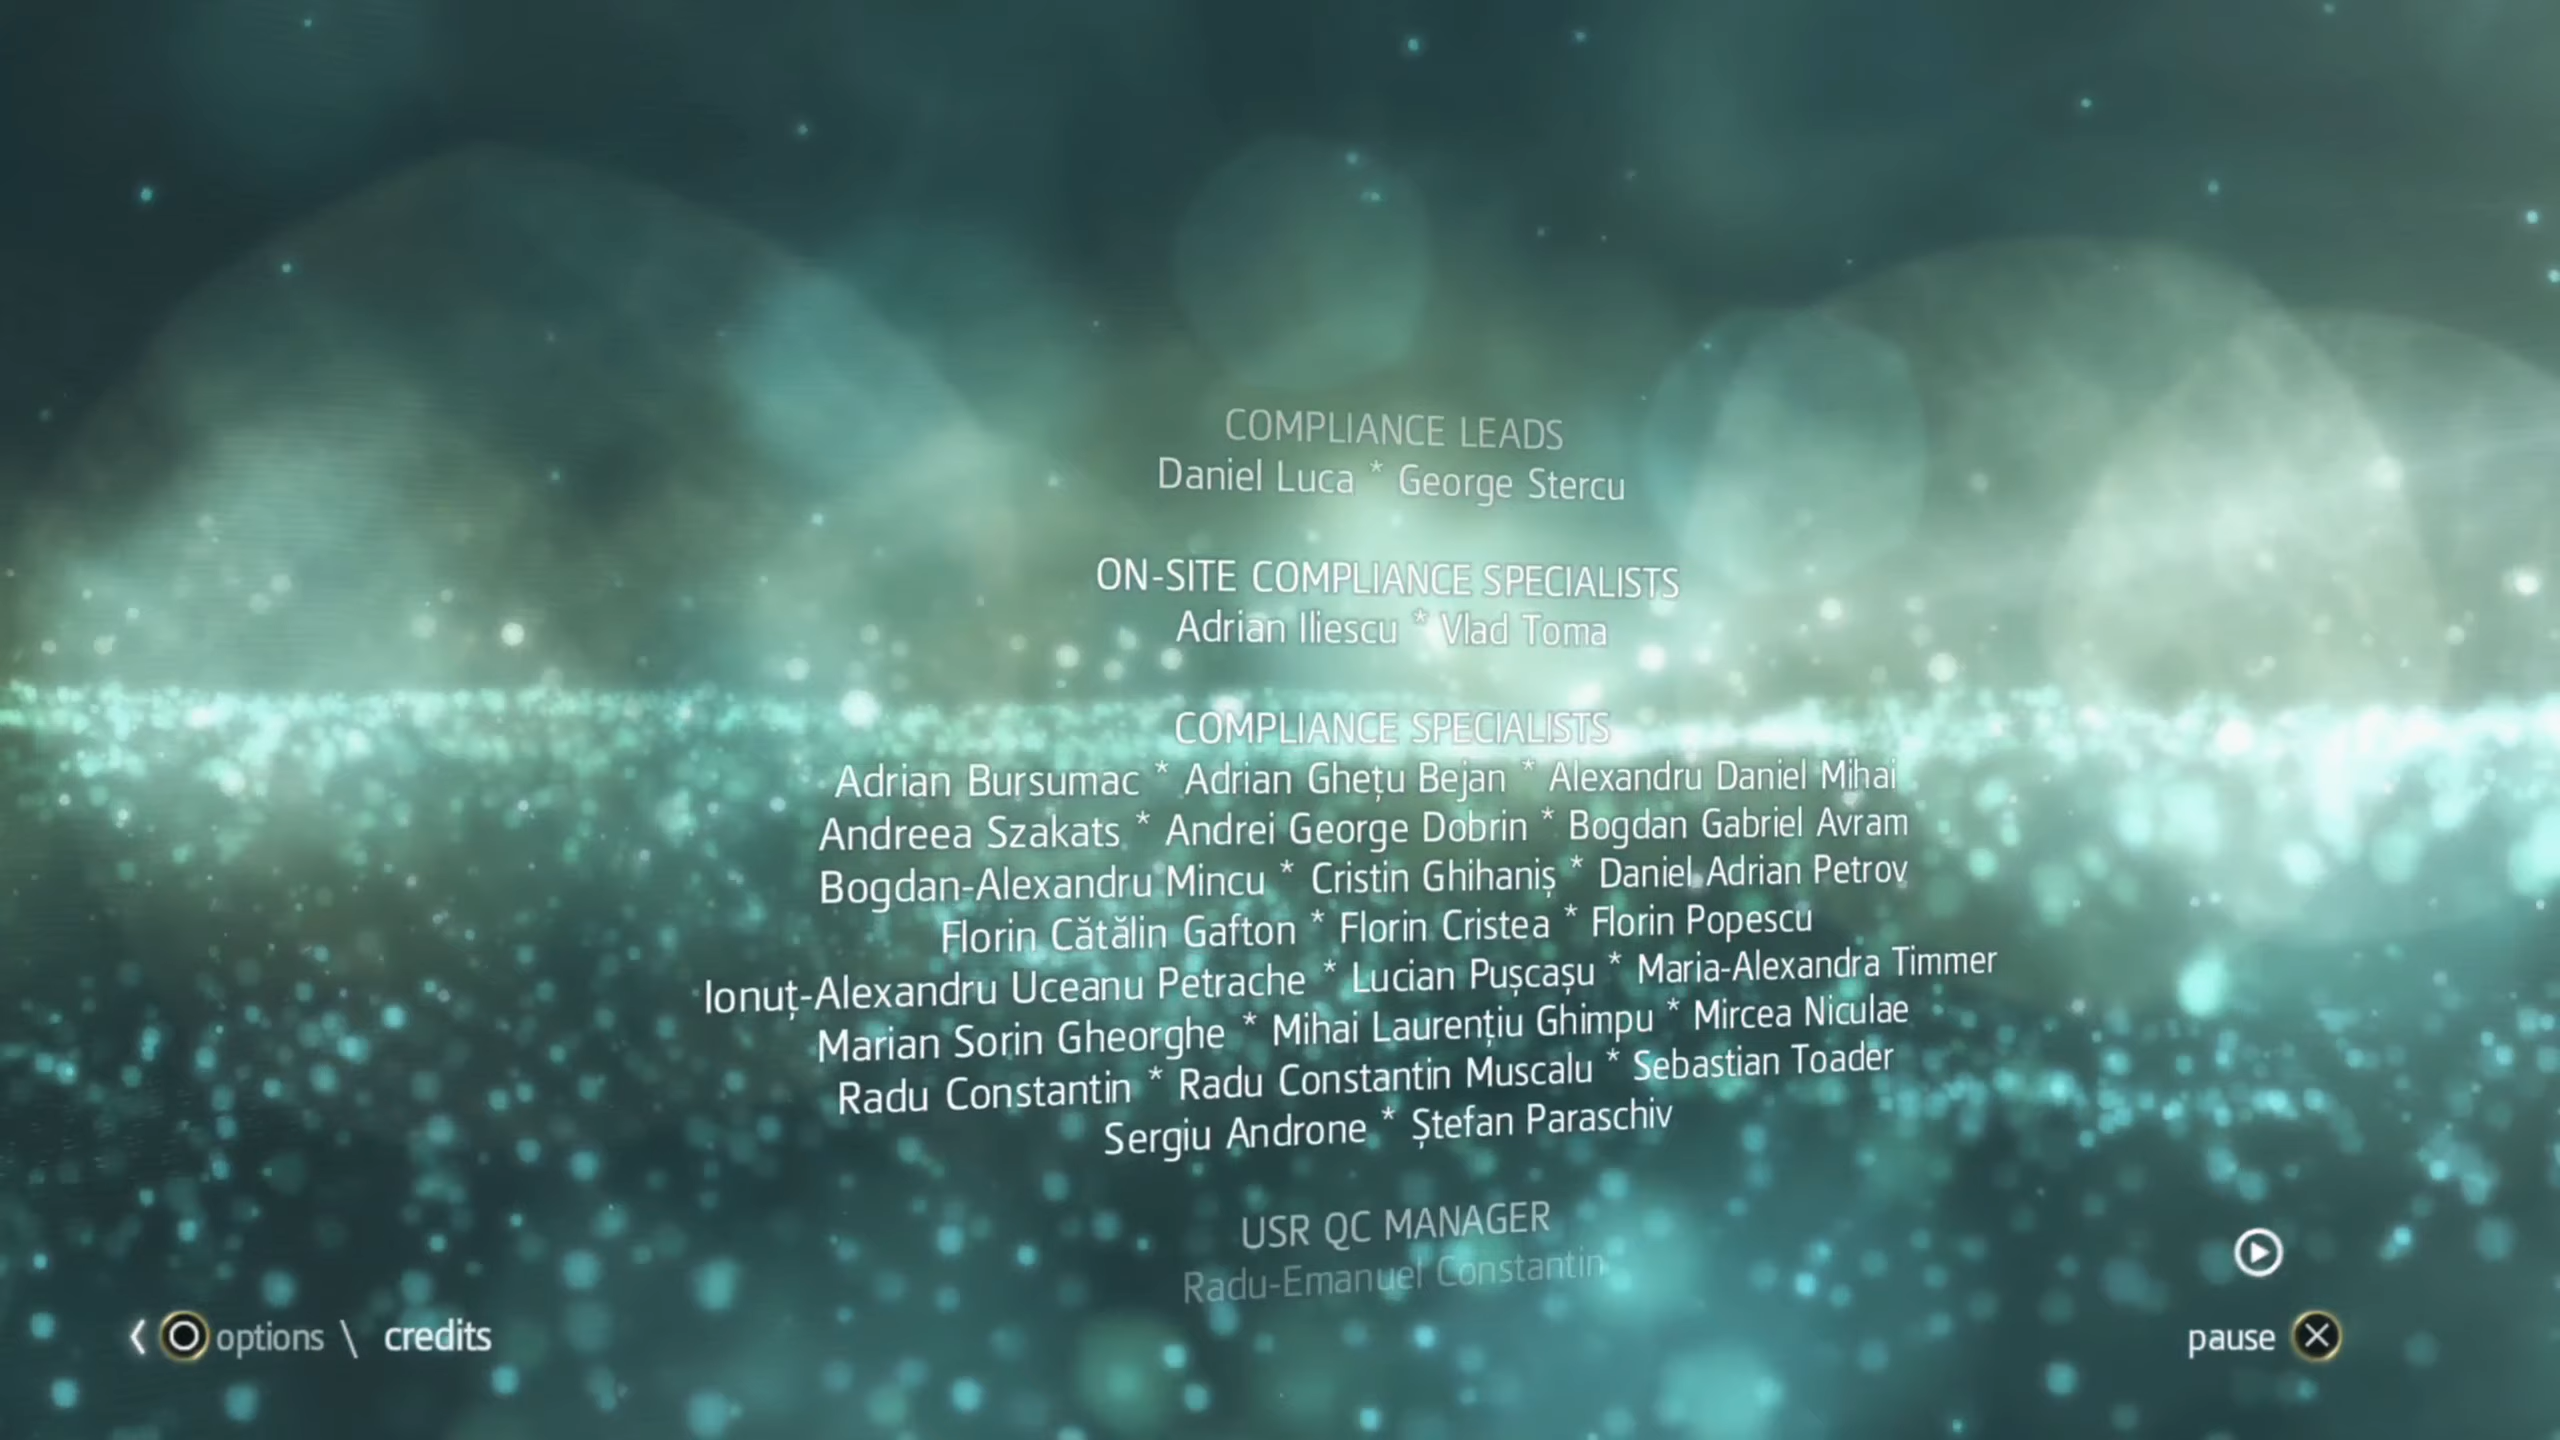 COMPLIANCE LEADS
Daniel Luca * George Stercu
ON-SITE COMPLIANCE SPECIALISTS
Adrian Iliescu * Vlad Toma
COMPLIANCE SPECIALISTS
Adrian Bursumac * Adrian Ghețu Bejan * Alexandru Daniel Mihai
Andreea Szakats * Andrei George Dobrin * Bogdan Gabriel Avram
Bogdan-Alexandru Mincu * Cristin Ghihaniș * Daniel Adrian Petrov
Florin Cătălin Gafton * Florin Cristea * Florin Popescu
Ionuț-Alexandru Uceanu Petrache * Lucian Pușcașu * Maria-Alexandra Timmer
Marian Sorin Gheorghe * Mihai Laurențiu Ghimpu * Mircea Niculae
Radu Constantin * Radu Constantin Muscalu * Sebastian Toader
Sergiu Androne * Ștefan Paraschiv
USR QC MANAGER
Radu-Emanuel Constantin
options \ credits
pause